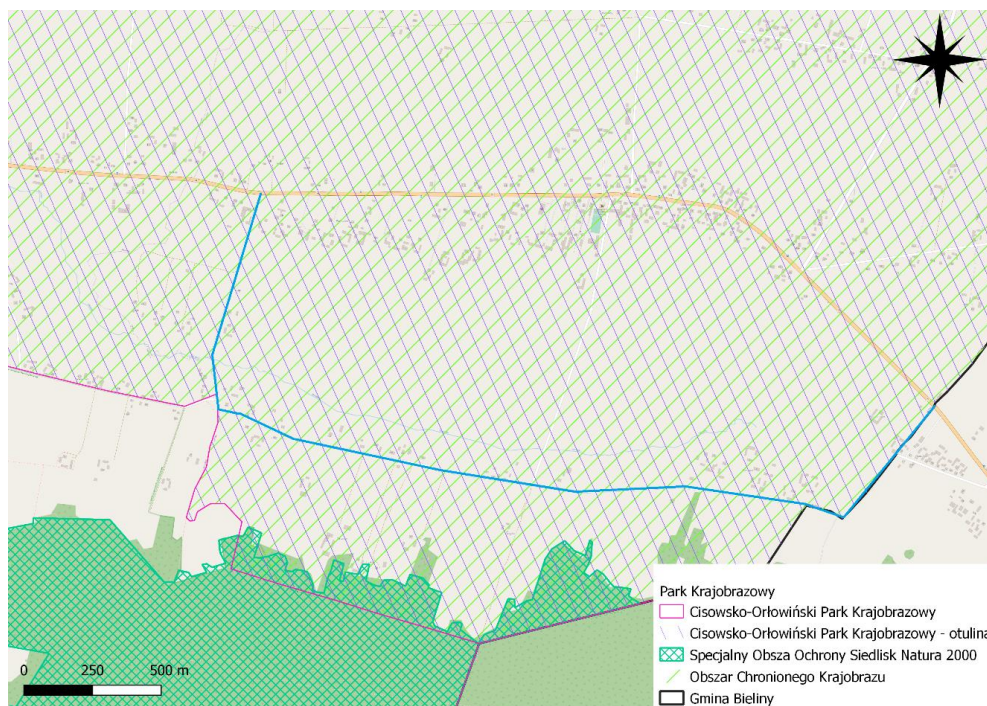 Park Krajobrazowy
Cisowsko-Orłowiński Park Krajobrazowy
Cisowsko-Orłowiński Park Krajobrazowy - otulina
Specjalny Obsza Ochrony Siedlisk Natura 2000
Obszar Chronionego Krajobrazu
Gmina Bieliny
0 250 500 m